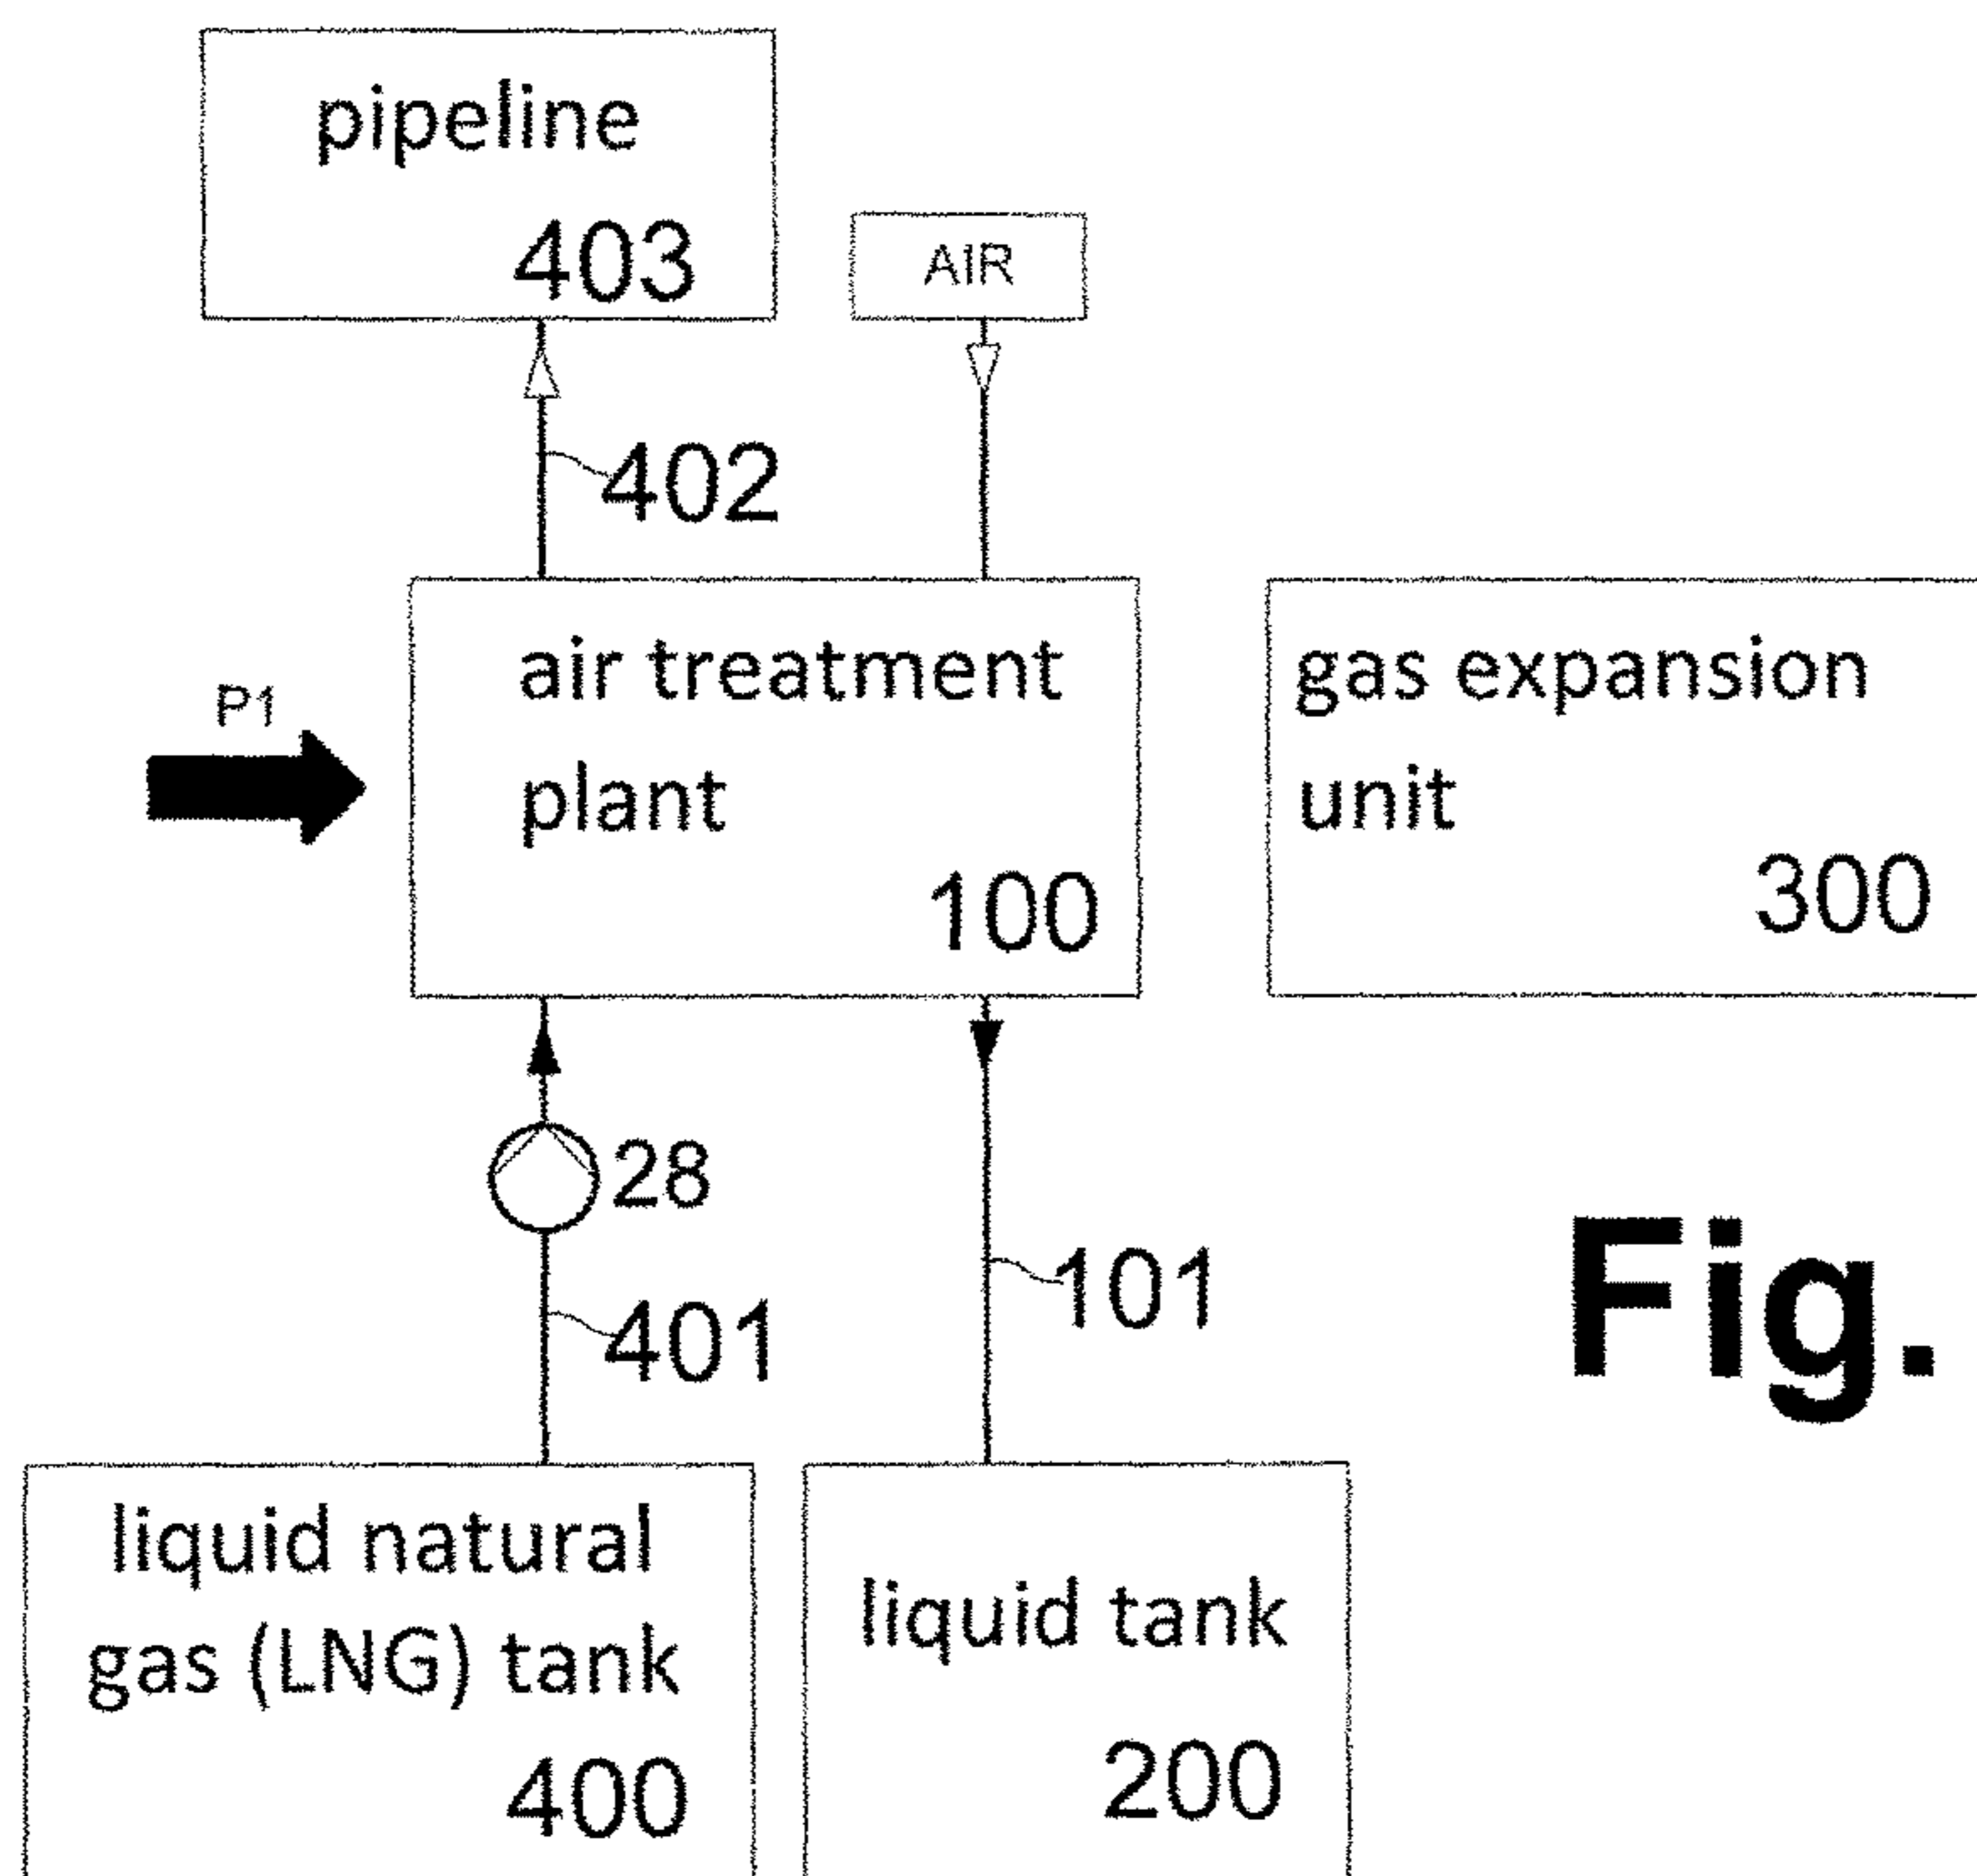 pipeline
403
AIR
402
P1
air treatment
plant
100
gas expansion
unit
300
28
101
401
Fig.
liquid natural
gas (LNG) tank
400
liquid tank
200